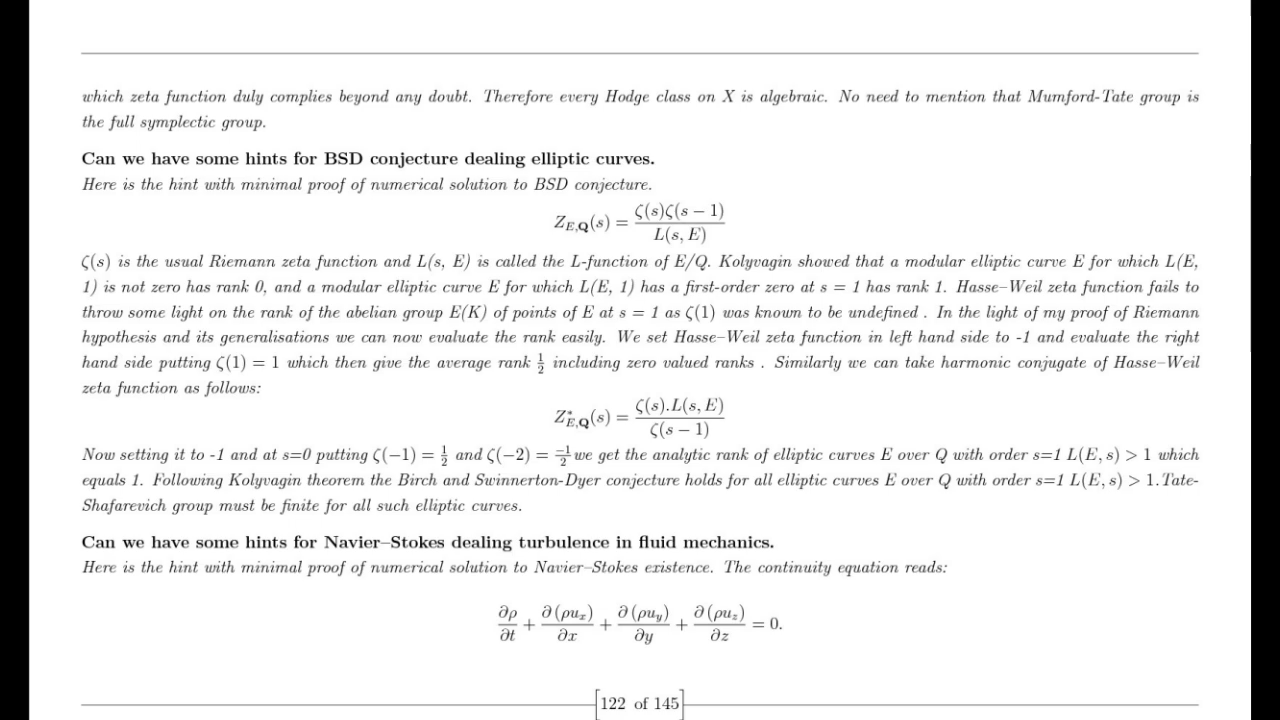 which zeta function duly complies beyond any doubt. Therefore every Hodge class on X is algebraic. No need to mention that Mumford-Tate group is
the full symplectic group.
Can we have some hints for BSD conjecture dealing elliptic curves.
Here is the hint with minimal proof of numerical solution to BSD conjecture.
Z_{E,Q}(s) = \frac{ζ(s)ζ(s − 1)}{L(s, E)}
ζ(s) is the usual Riemann zeta function and L(s, E) is called the L-function of E/Q. Kolyvagin showed that a modular elliptic curve E for which L(E,
1) is not zero has rank 0, and a modular elliptic curve E for which L(E, 1) has a first-order zero at s = 1 has rank 1. Hasse–Weil zeta function fails to
throw some light on the rank of the abelian group E(K) of points of E at s = 1 as ζ(1) was known to be undefined . In the light of my proof of Riemann
hypothesis and its generalisations we can now evaluate the rank easily. We set Hasse–Weil zeta function in left hand side to -1 and evaluate the right
hand side putting ζ(1) = 1 which then give the average rank \frac{1}{2} including zero valued ranks . Similarly we can take harmonic conjugate of Hasse–Weil
zeta function as follows:
Z^*_{E,Q}(s) = \frac{ζ(s).L(s, E)}{ζ(s − 1)}
Now setting it to -1 and at s=0 putting ζ(−1) = \frac{1}{2} and ζ(−2) = \frac{−1}{2} we get the analytic rank of elliptic curves E over Q with order s=1 L(E, s) > 1 which
equals 1. Following Kolyvagin theorem the Birch and Swinnerton-Dyer conjecture holds for all elliptic curves E over Q with order s=1 L(E, s) > 1.Tate-
Shafarevich group must be finite for all such elliptic curves.
Can we have some hints for Navier–Stokes dealing turbulence in fluid mechanics.
Here is the hint with minimal proof of numerical solution to Navier–Stokes existence. The continuity equation reads:
\frac{∂ρ}{∂t} + \frac{∂(ρu_x)}{∂x} + \frac{∂(ρu_y)}{∂y} + \frac{∂(ρu_z)}{∂z} = 0.
122 of 145